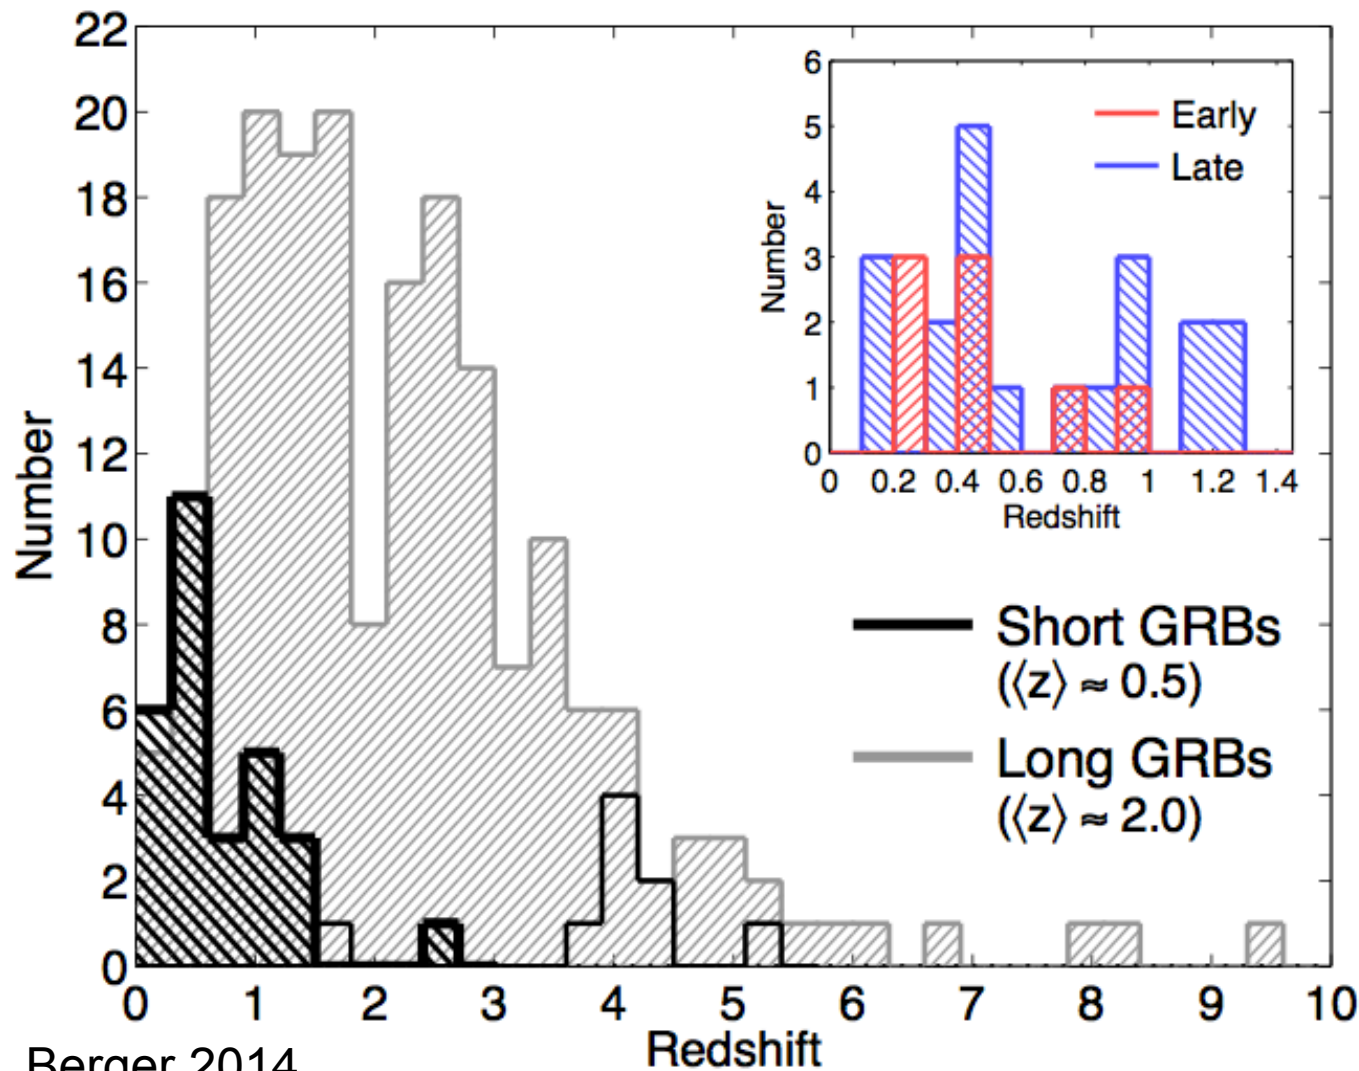 22
20
18
16
14
12
10
8
6
4
2
0
Number
0 1 2 3 4 5 6 7 8 9 10
Redshift
6
5
4
3
2
1
0
Number
0 0.2 0.4 0.6 0.8 1 1.2 1.4
Redshift
Early
Late
Short GRBs
(⟨z⟩ ≈ 0.5)
Long GRBs
(⟨z⟩ ≈ 2.0)
Berger 2014